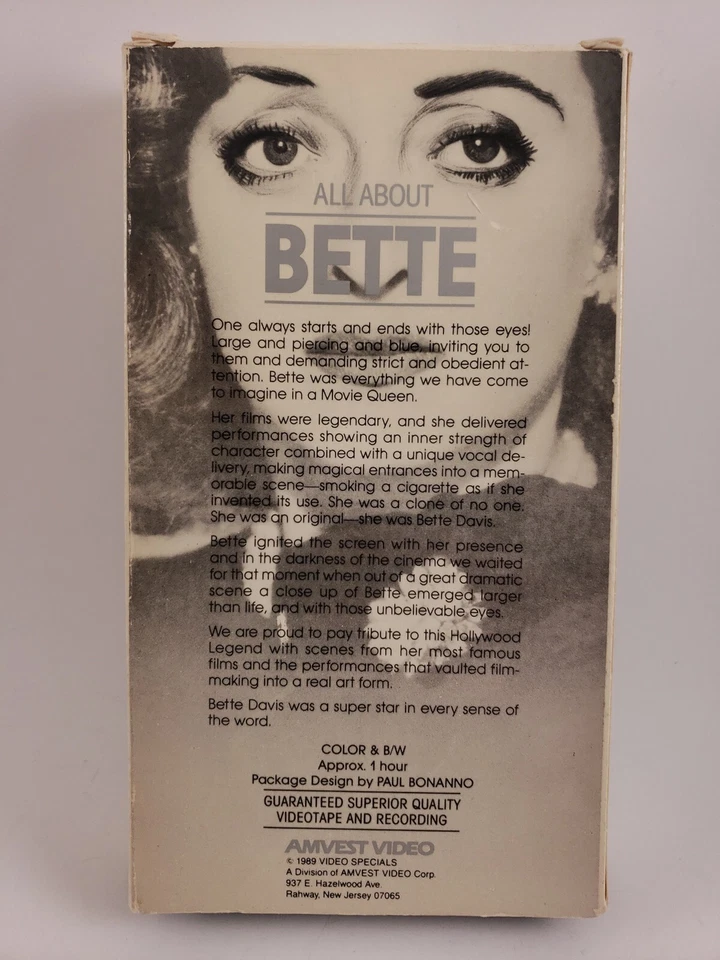 ALL ABOUT
BETTE
One always starts and ends with those eyes!
Large and piercing and blue, inviting you to
them and demanding strict and obedient at-
tention. Bette was everything we have come
to imagine in a Movie Queen.
Her films were legendary, and she delivered
performances showing an inner strength of
character combined with a unique vocal de-
livery, making magical entrances into a mem-
orable scene—smoking a cigarette as if she
invented its use. She was a clone of no one.
She was an original—she was Bette Davis.
Bette ignited the screen with her presence
and in the darkness of the cinema we waited
for that moment when out of a great dramatic
scene a close up of Bette emerged larger
than life, and with those unbelievable eyes.
We are proud to pay tribute to this Hollywood
Legend with scenes from her most famous
films and the performances that vaulted film-
making into a real art form.
Bette Davis was a super star in every sense of
the word.
COLOR & B/W
Approx. 1 hour
Package Design by PAUL BONANNO
GUARANTEED SUPERIOR QUALITY
VIDEOTAPE AND RECORDING
AMVEST VIDEO
© 1989 VIDEO SPECIALS
A Division of AMVEST VIDEO Corp.
937 E. Hazelwood Ave.
Rahway, New Jersey 07065